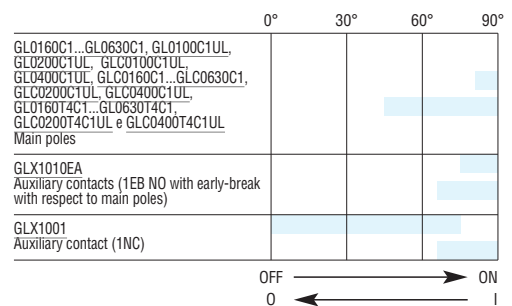 0° 30° 60° 90°
GL0160C1...GL0630C1, GL0100C1UL,
GL0200C1UL, GLC0100C1UL,
GL0400C1UL, GLC0160C1...GLC0630C1,
GLC0200C1UL, GLC0400C1UL,
GL0160T4C1...GL0630T4C1,
GLC0200T4C1UL e GLC0400T4C1UL
Main poles
GLX1010EA
Auxiliary contacts (1EB NO with early-break
with respect to main poles)
GLX1001
Auxiliary contact (1NC)
OFF ON
O I